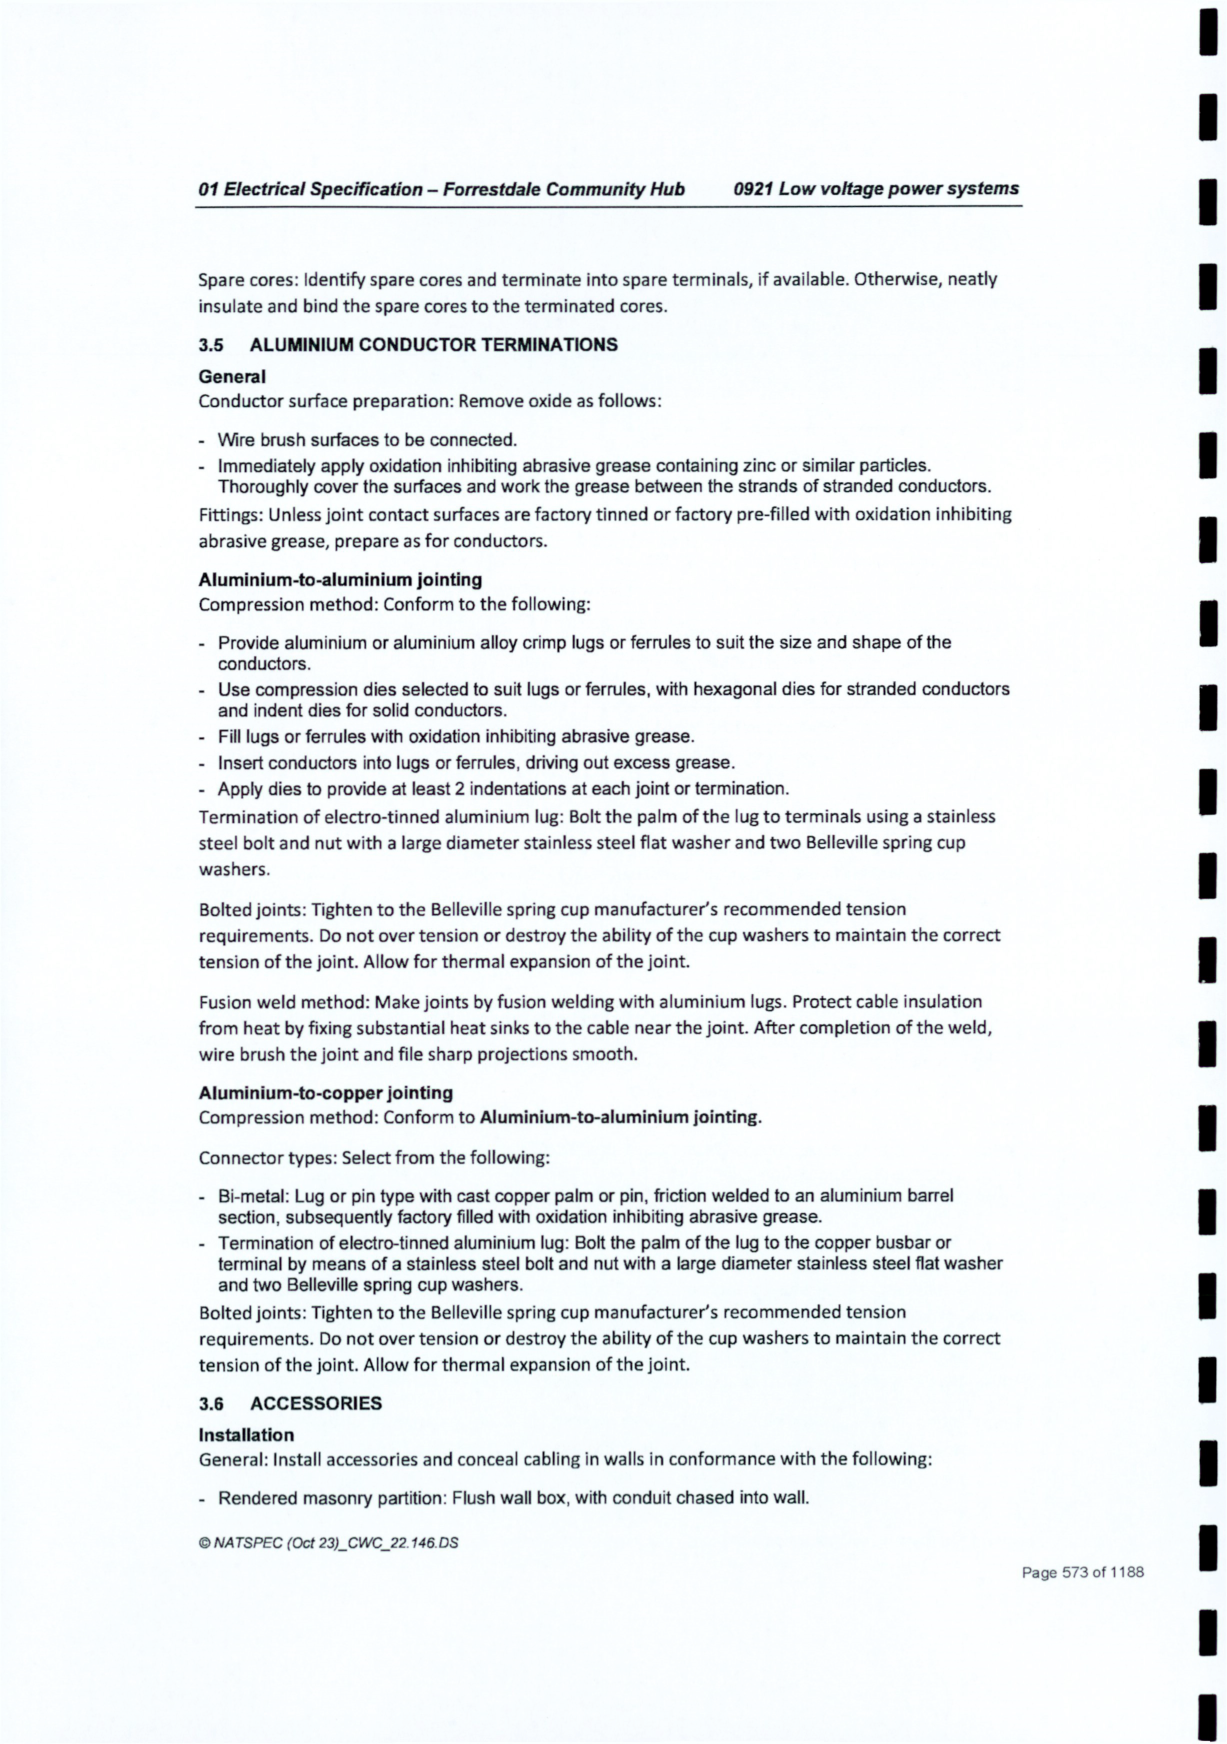 01 Electrical Specification – Forrestdale Community Hub 0921 Low voltage power systems
Spare cores: Identify spare cores and terminate into spare terminals, if available. Otherwise, neatly
insulate and bind the spare cores to the terminated cores.
3.5 ALUMINIUM CONDUCTOR TERMINATIONS
General
Conductor surface preparation: Remove oxide as follows:
- Wire brush surfaces to be connected.
- Immediately apply oxidation inhibiting abrasive grease containing zinc or similar particles.
Thoroughly cover the surfaces and work the grease between the strands of stranded conductors.
Fittings: Unless joint contact surfaces are factory tinned or factory pre-filled with oxidation inhibiting
abrasive grease, prepare as for conductors.
Aluminium-to-aluminium jointing
Compression method: Conform to the following:
- Provide aluminium or aluminium alloy crimp lugs or ferrules to suit the size and shape of the
conductors.
- Use compression dies selected to suit lugs or ferrules, with hexagonal dies for stranded conductors
and indent dies for solid conductors.
- Fill lugs or ferrules with oxidation inhibiting abrasive grease.
- Insert conductors into lugs or ferrules, driving out excess grease.
- Apply dies to provide at least 2 indentations at each joint or termination.
Termination of electro-tinned aluminium lug: Bolt the palm of the lug to terminals using a stainless
steel bolt and nut with a large diameter stainless steel flat washer and two Belleville spring cup
washers.
Bolted joints: Tighten to the Belleville spring cup manufacturer's recommended tension
requirements. Do not over tension or destroy the ability of the cup washers to maintain the correct
tension of the joint. Allow for thermal expansion of the joint.
Fusion weld method: Make joints by fusion welding with aluminium lugs. Protect cable insulation
from heat by fixing substantial heat sinks to the cable near the joint. After completion of the weld,
wire brush the joint and file sharp projections smooth.
Aluminium-to-copper jointing
Compression method: Conform to Aluminium-to-aluminium jointing.
Connector types: Select from the following:
- Bi-metal: Lug or pin type with cast copper palm or pin, friction welded to an aluminium barrel
section, subsequently factory filled with oxidation inhibiting abrasive grease.
- Termination of electro-tinned aluminium lug: Bolt the palm of the lug to the copper busbar or
terminal by means of a stainless steel bolt and nut with a large diameter stainless steel flat washer
and two Belleville spring cup washers.
Bolted joints: Tighten to the Belleville spring cup manufacturer's recommended tension
requirements. Do not over tension or destroy the ability of the cup washers to maintain the correct
tension of the joint. Allow for thermal expansion of the joint.
3.6 ACCESSORIES
Installation
General: Install accessories and conceal cabling in walls in conformance with the following:
- Rendered masonry partition: Flush wall box, with conduit chased into wall.
© NATSPEC (Oct 23)_CWC_22.146.DS
Page 573 of 1188